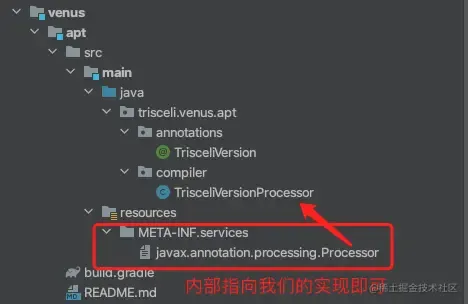 venus
apt
src
main
java
trisceli.venus.apt
annotations
TrisceliVersion
compiler
TrisceliVersionProcessor
resources
META-INF.services
javax.annotation.processing.Processor
build.gradle
内部指向我们的实现即可
README.md
@稀土掘金技术社区